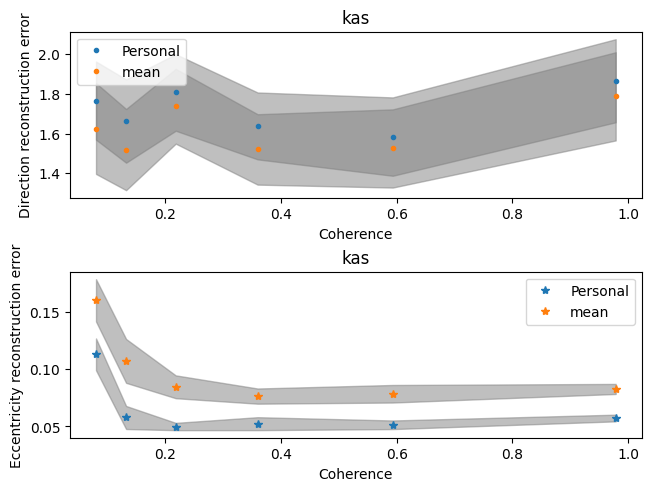 kas
Direction reconstruction error
Personal
mean
2.0
1.8
1.6
1.4
0.2
0.4
0.6
0.8
1.0
Coherence
kas
Eccentricity reconstruction error
Personal
mean
0.15
0.10
0.05
0.2
0.4
0.6
0.8
1.0
Coherence